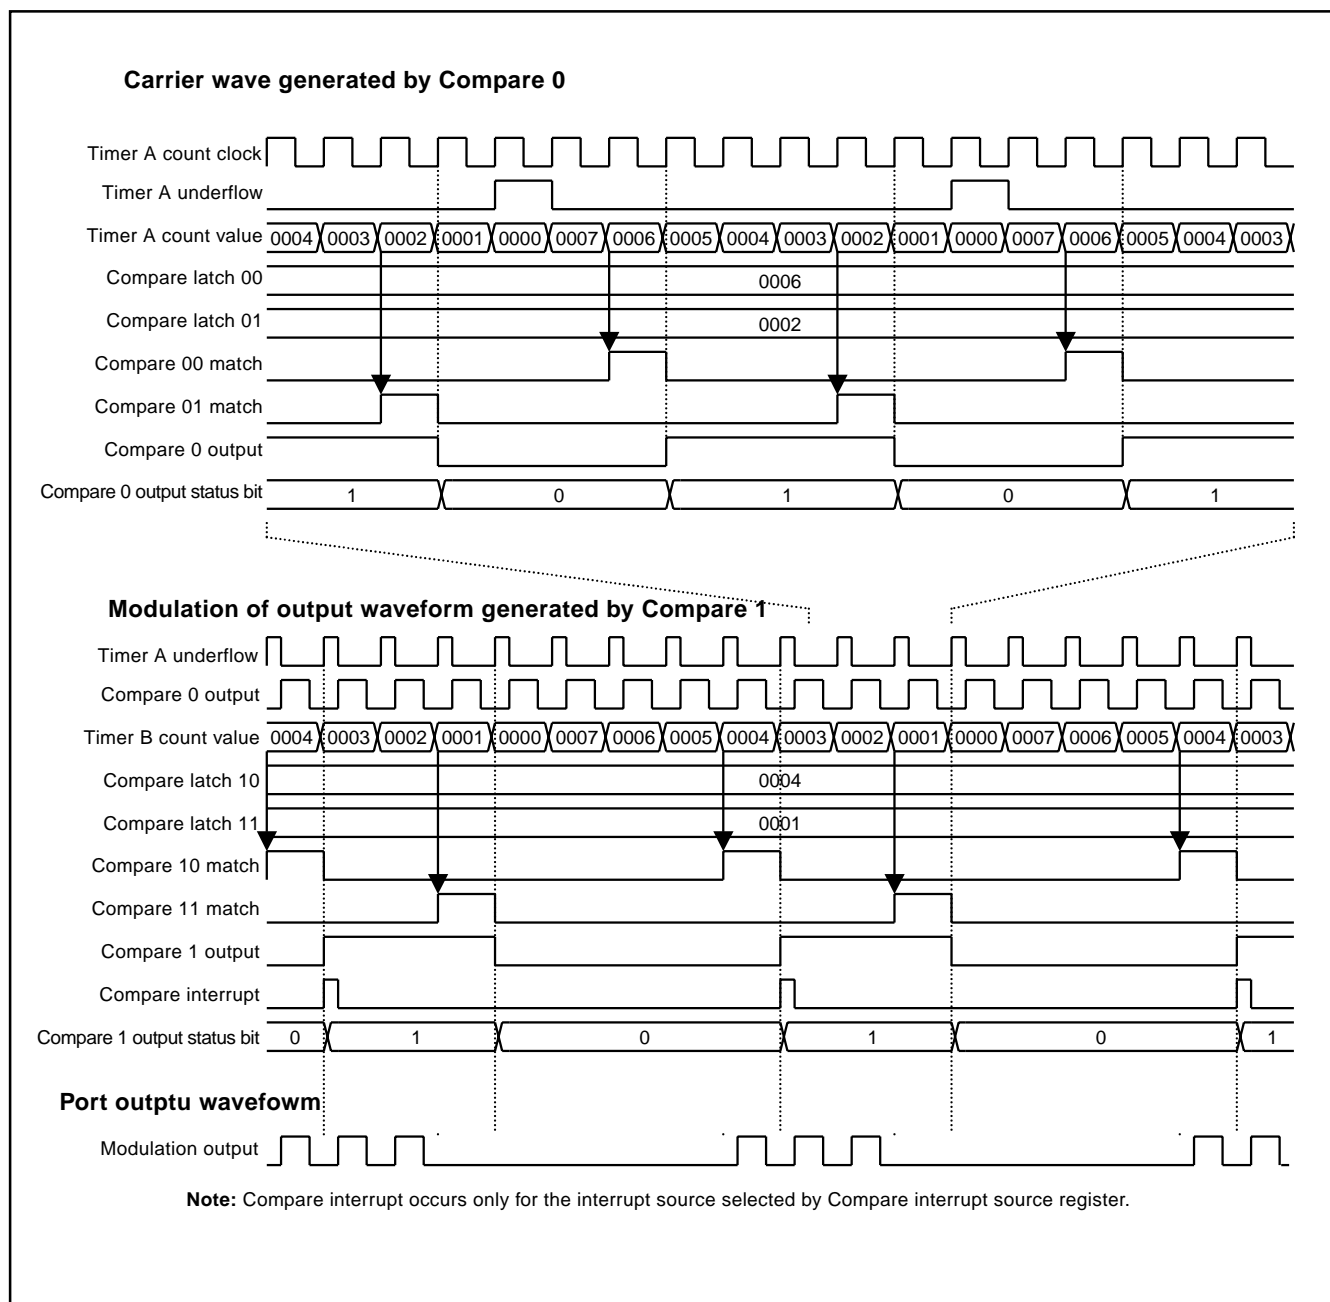 Carrier wave generated by Compare 0
Timer A count clock
Timer A underflow
Timer A count value 0004 0003 0002 0001 0000 0007 0006 0005 0004 0003 0002 0001 0000 0007 0006 0005 0004 0003
Compare latch 00 0006
Compare latch 01 0002
Compare 00 match
Compare 01 match
Compare 0 output
Compare 0 output status bit 1 0 1 0 1
Modulation of output waveform generated by Compare 1
Timer A underflow
Compare 0 output
Timer B count value 0004 0003 0002 0001 0000 0007 0006 0005 0004 0003 0002 0001 0000 0007 0006 0005 0004 0003
Compare latch 10 0004
Compare latch 11 0001
Compare 10 match
Compare 11 match
Compare 1 output
Compare interrupt
Compare 1 output status bit 0 1 0 1 0 1
Port outptu wavefowm
Modulation output
Note: Compare interrupt occurs only for the interrupt source selected by Compare interrupt source register.